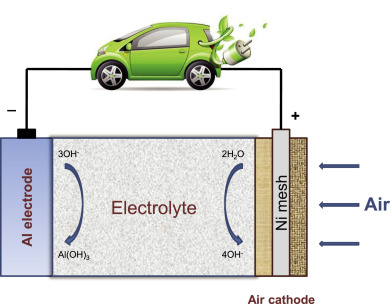 –
+
3OH⁻
2H₂O
Al electrode
Electrolyte
Ni mesh
Air
Al(OH)₃
4OH⁻
Air cathode